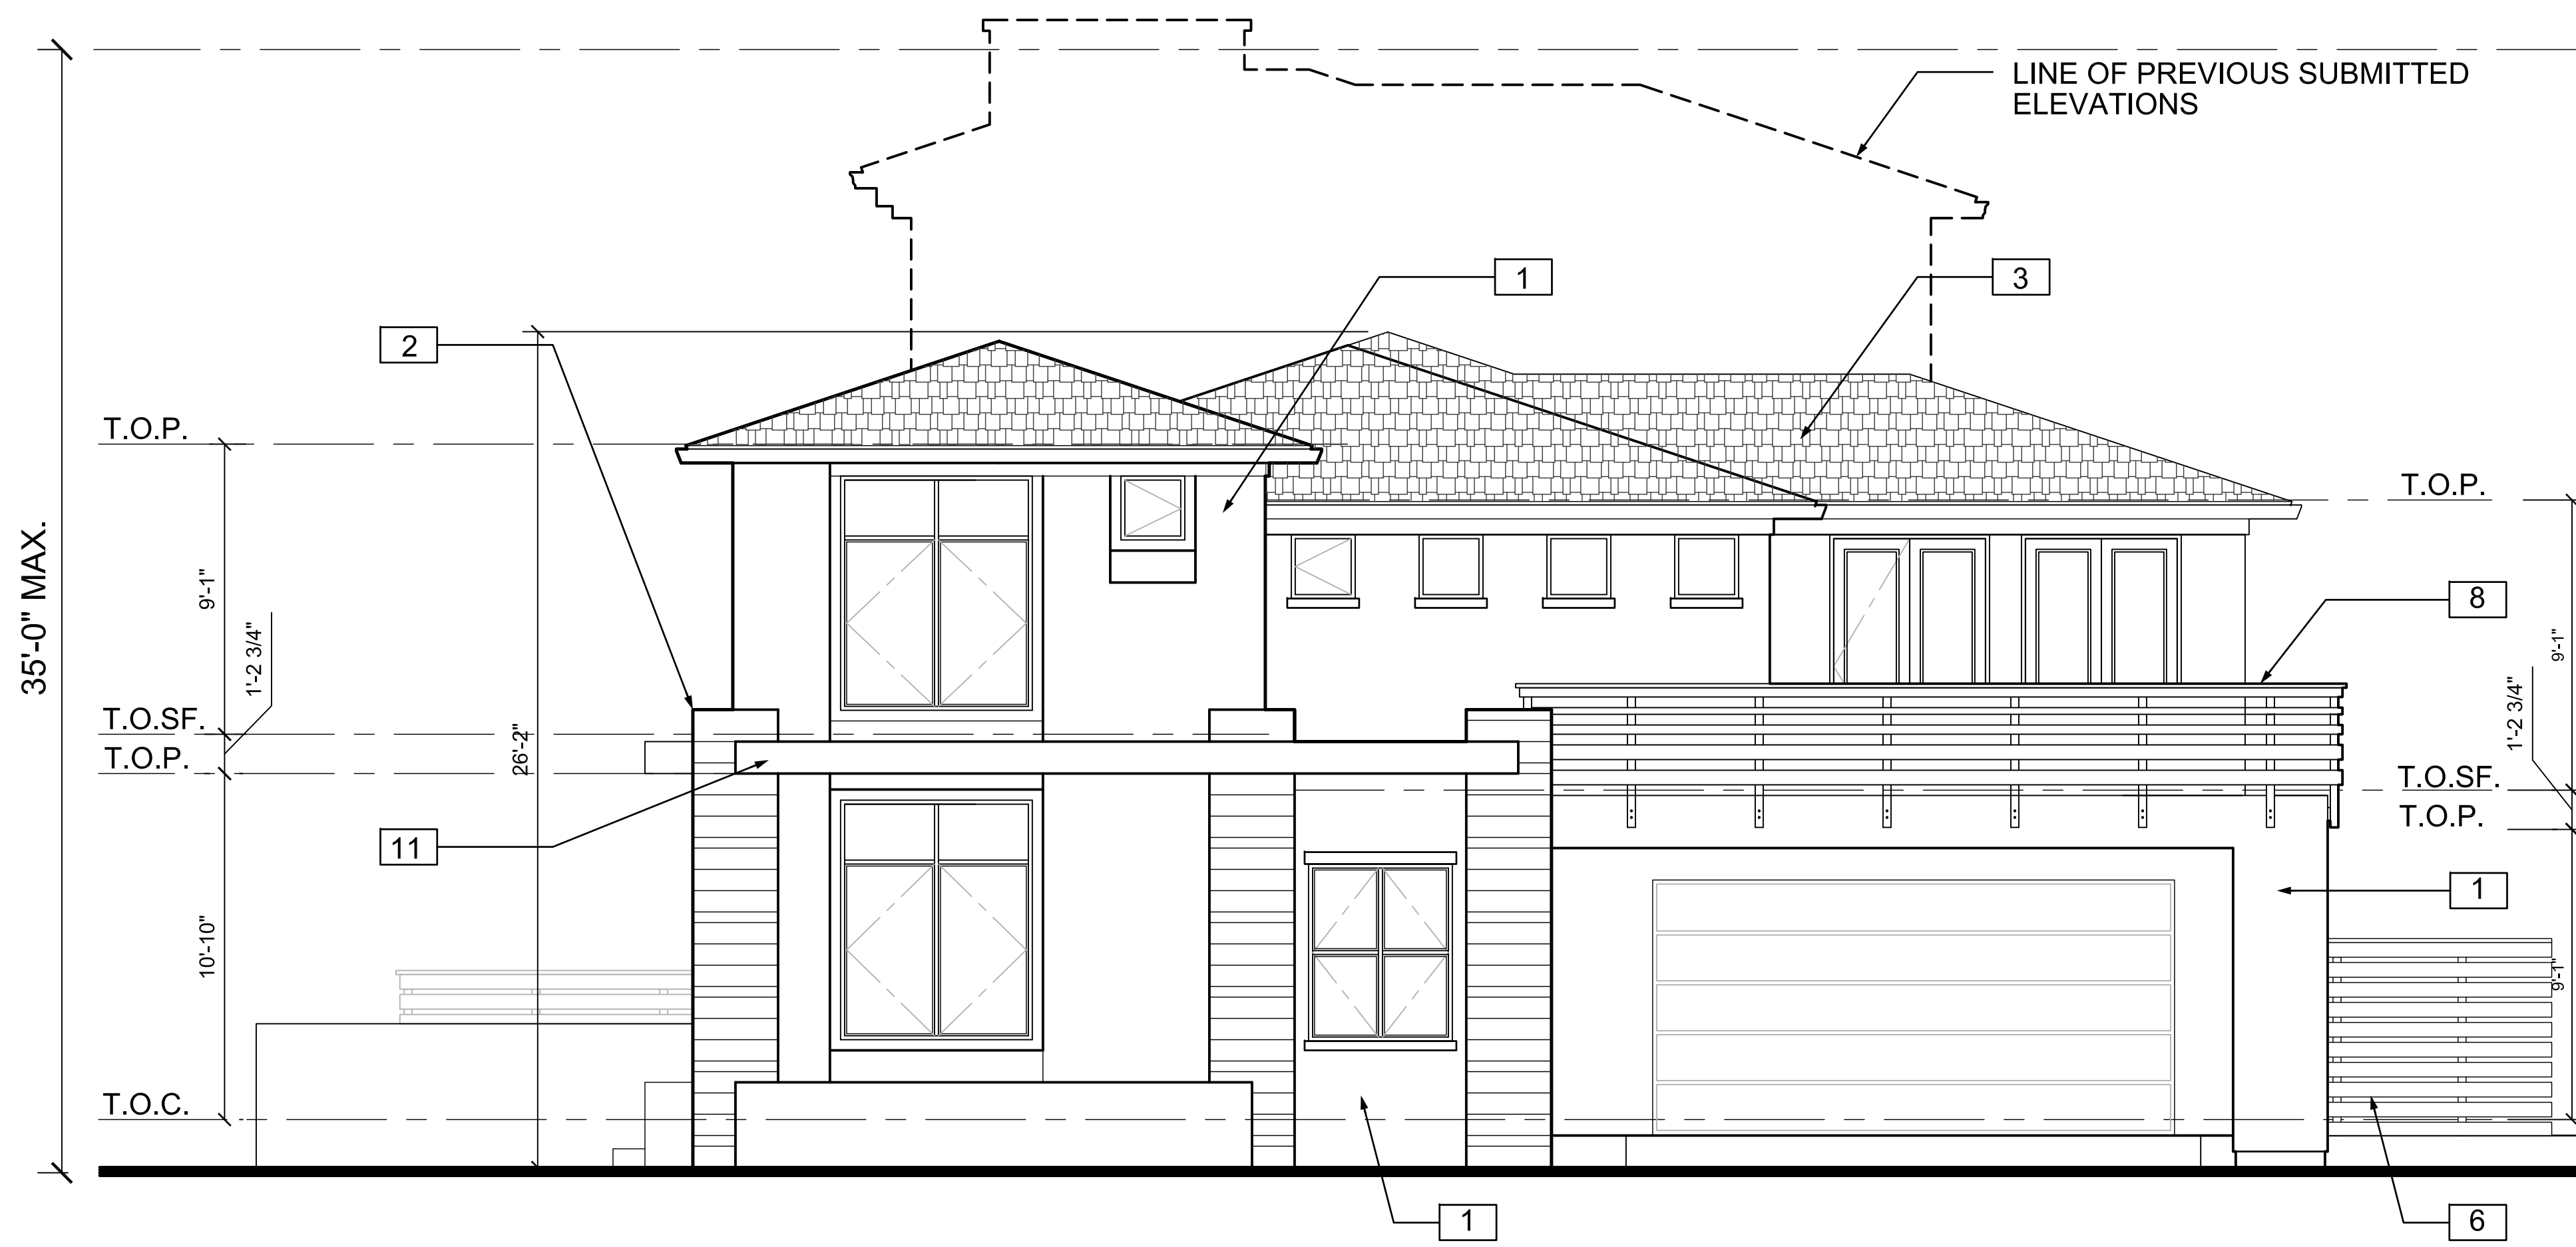 LINE OF PREVIOUS SUBMITTED
ELEVATIONS
1
3
2
T.O.P.
T.O.P.
35'-0" MAX.
9'-1"
1'-2 3/4"
8
9'-1"
1'-2 3/4"
T.O.SF.
T.O.P.
26'-2"
T.O.SF.
T.O.P.
11
1
10'-10"
9'-1"
T.O.C.
1
6